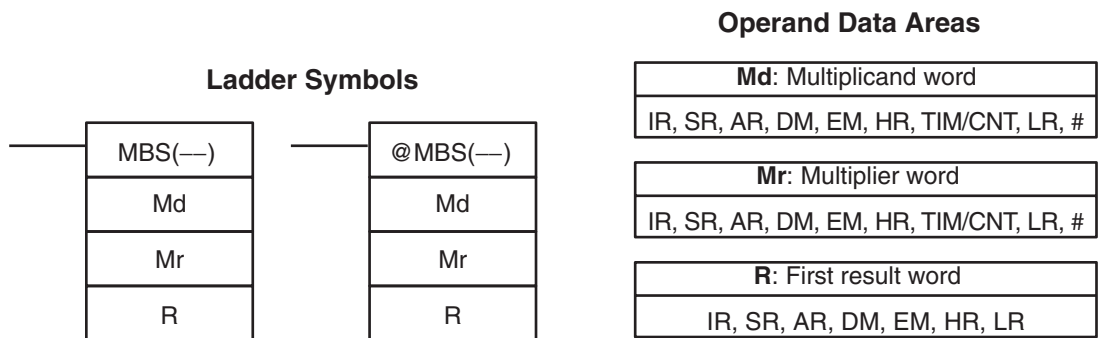 Ladder Symbols
MBS(−−)
Md
Mr
R
@MBS(−−)
Md
Mr
R
Operand Data Areas
Md: Multiplicand word
IR, SR, AR, DM, EM, HR, TIM/CNT, LR, #
Mr: Multiplier word
IR, SR, AR, DM, EM, HR, TIM/CNT, LR, #
R: First result word
IR, SR, AR, DM, EM, HR, LR